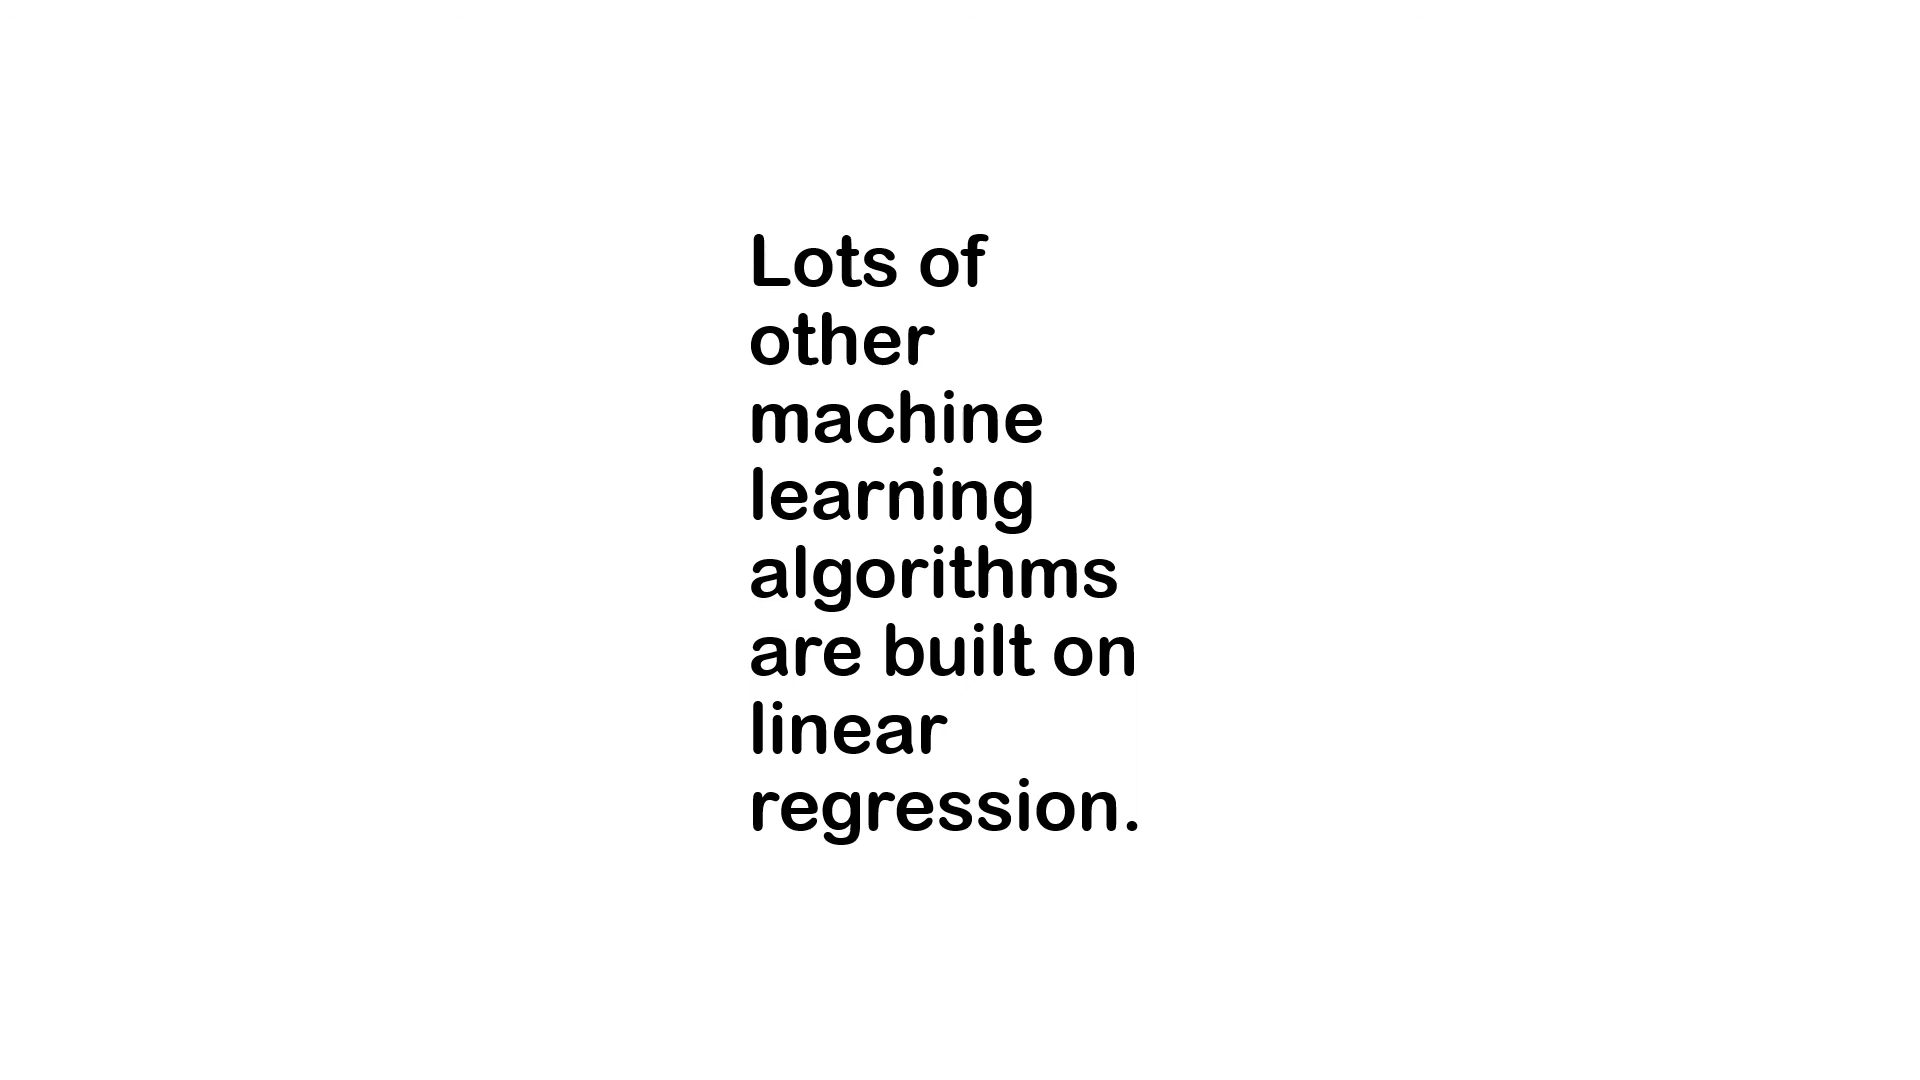 Lots of
other
machine
learning
algorithms
are built on
linear
regression.